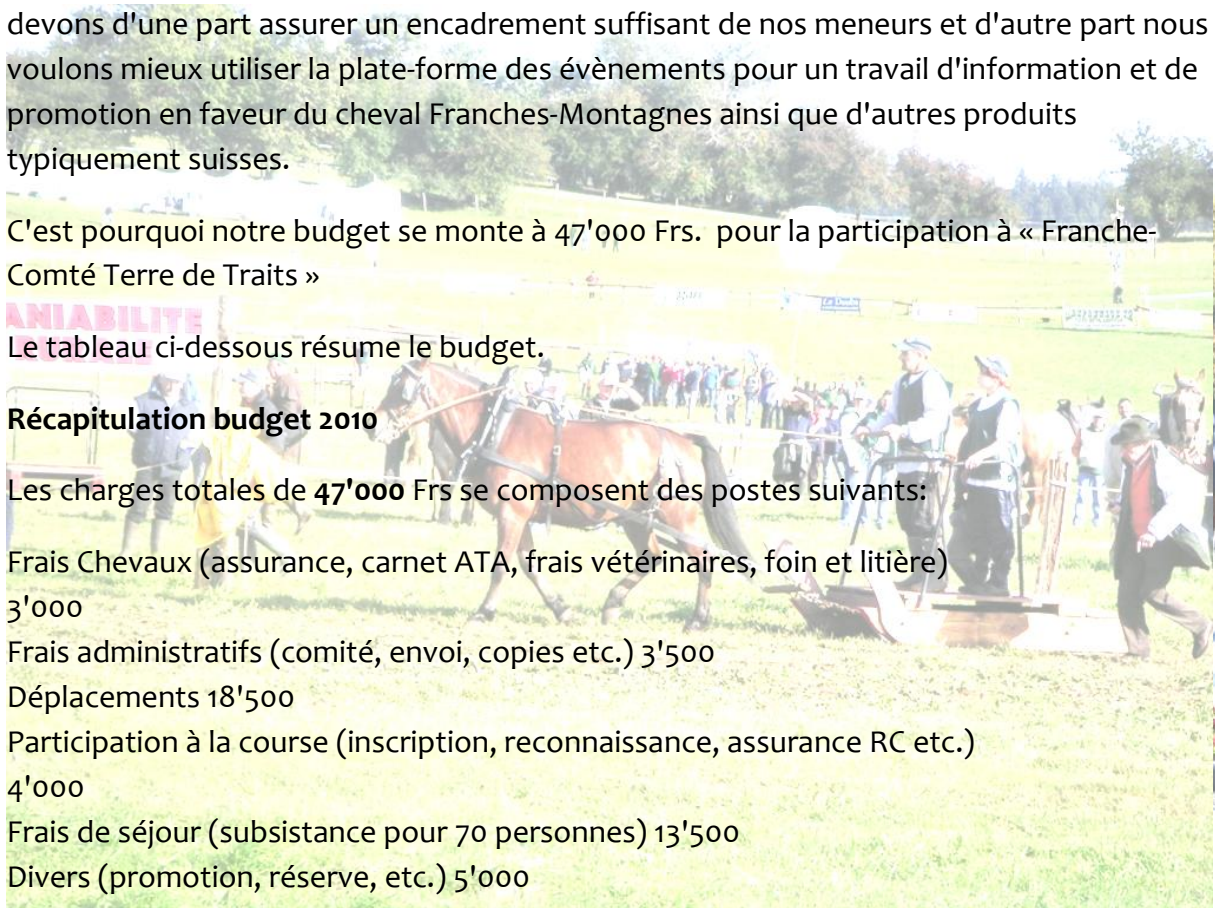 devons d'une part assurer un encadrement suffisant de nos meneurs et d'autre part nous
voulons mieux utiliser la plate-forme des évènements pour un travail d'information et de
promotion en faveur du cheval Franches-Montagnes ainsi que d'autres produits
typiquement suisses.
C'est pourquoi notre budget se monte à 47'000 Frs. pour la participation à « Franche-
Comté Terre de Traits »
ANIABILITE
Le tableau ci-dessous résume le budget.
Récapitulation budget 2010
Les charges totales de 47'000 Frs se composent des postes suivants:
Frais Chevaux (assurance, carnet ATA, frais vétérinaires, foin et litière)
3'000
Frais administratifs (comité, envoi, copies etc.) 3'500
Déplacements 18'500
Participation à la course (inscription, reconnaissance, assurance RC etc.)
4'000
Frais de séjour (subsistance pour 70 personnes) 13'500
Divers (promotion, réserve, etc.) 5'000